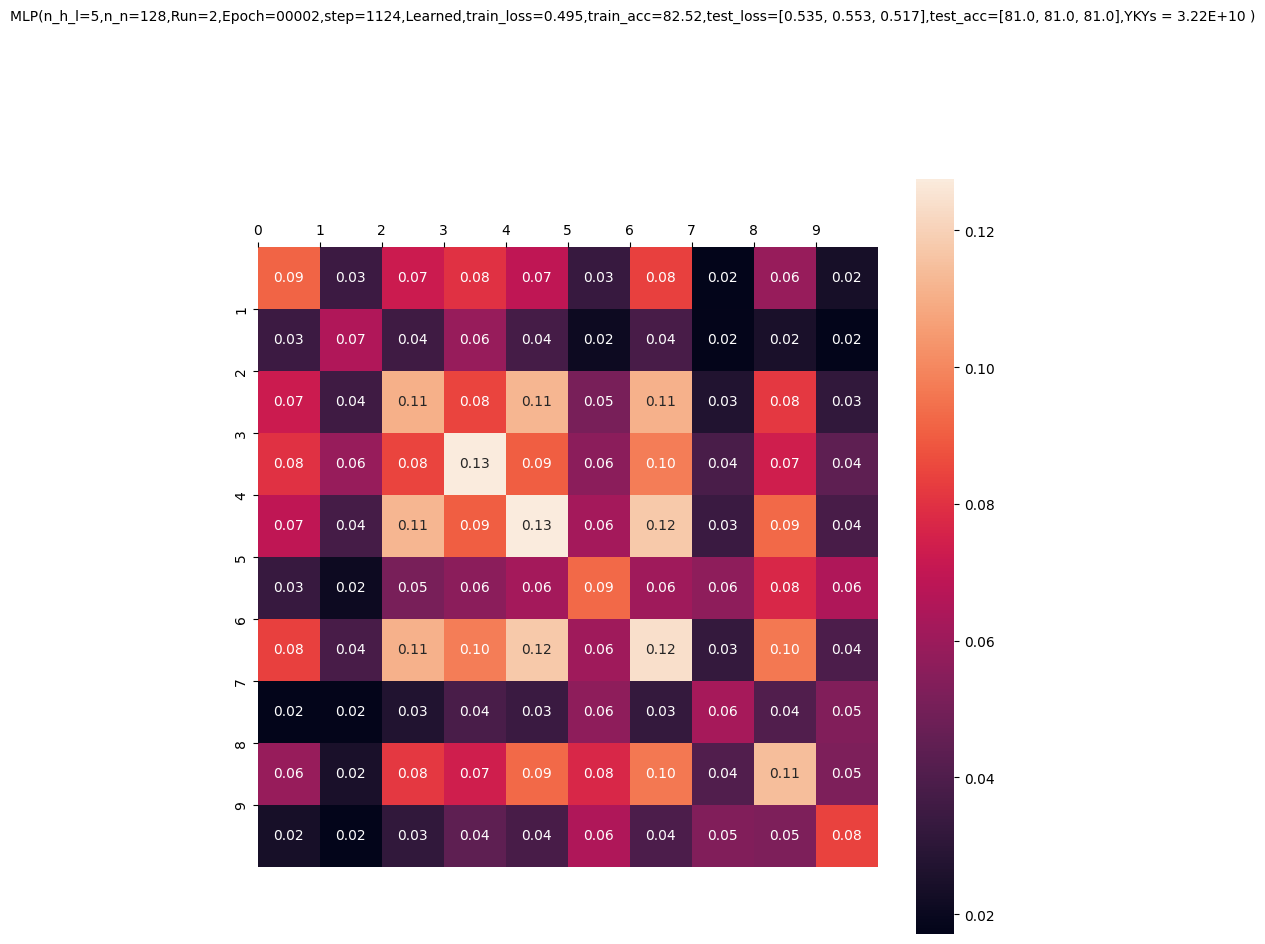 MLP(n_h_l=5,n_n=128,Run=2,Epoch=00002,step=1124,Learned,train_loss=0.495,train_acc=82.52,test_loss=[0.535, 0.553, 0.517],test_acc=[81.0, 81.0, 81.0],YKYs = 3.22E+10 )
0 1 2 3 4 5 6 7 8 9
0.09 0.03 0.07 0.08 0.07 0.03 0.08 0.02 0.06 0.02
1
0.03 0.07 0.04 0.06 0.04 0.02 0.04 0.02 0.02 0.02
2
0.07 0.04 0.11 0.08 0.11 0.05 0.11 0.03 0.08 0.03
3
0.08 0.06 0.08 0.13 0.09 0.06 0.10 0.04 0.07 0.04
4
0.07 0.04 0.11 0.09 0.13 0.06 0.12 0.03 0.09 0.04
5
0.03 0.02 0.05 0.06 0.06 0.09 0.06 0.06 0.08 0.06
6
0.08 0.04 0.11 0.10 0.12 0.06 0.12 0.03 0.10 0.04
7
0.02 0.02 0.03 0.04 0.03 0.06 0.03 0.06 0.04 0.05
8
0.06 0.02 0.08 0.07 0.09 0.08 0.10 0.04 0.11 0.05
9
0.02 0.02 0.03 0.04 0.04 0.06 0.04 0.05 0.05 0.08
0.12
0.10
0.08
0.06
0.04
0.02